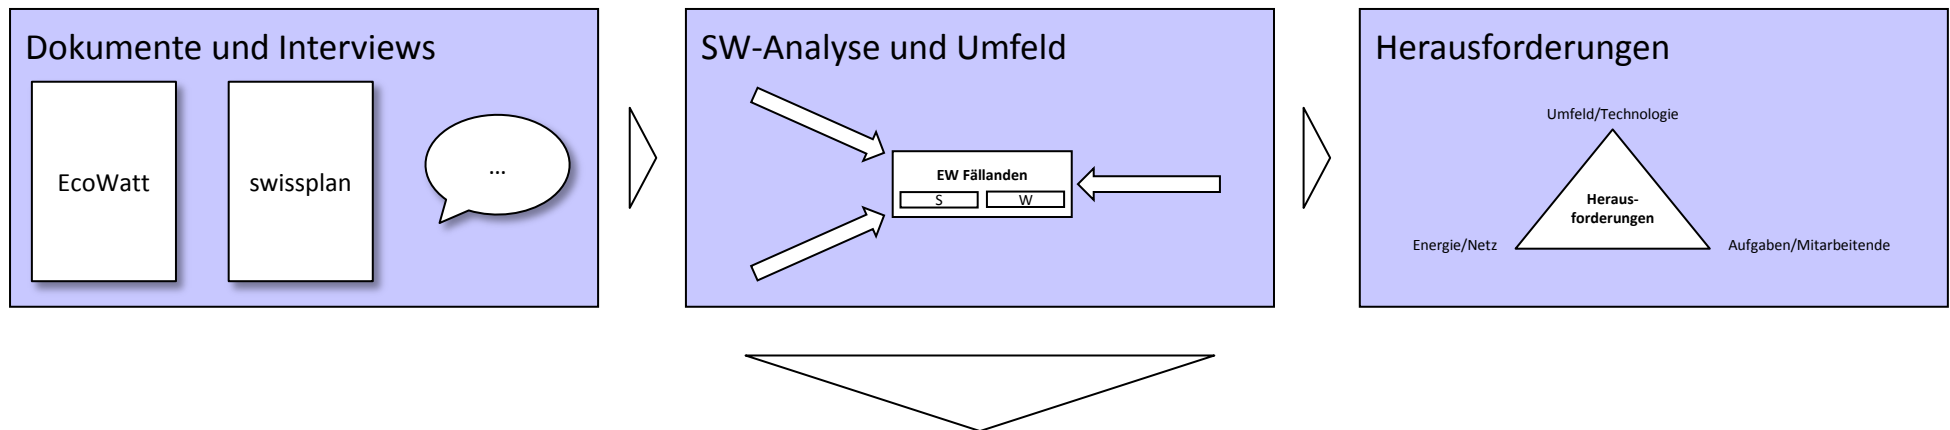 Dokumente und Interviews
EcoWatt
swissplan
...
SW-Analyse und Umfeld
EW Fällanden
S
W
Herausforderungen
Umfeld/Technologie
Heraus-
forderungen
Energie/Netz
Aufgaben/Mitarbeitende